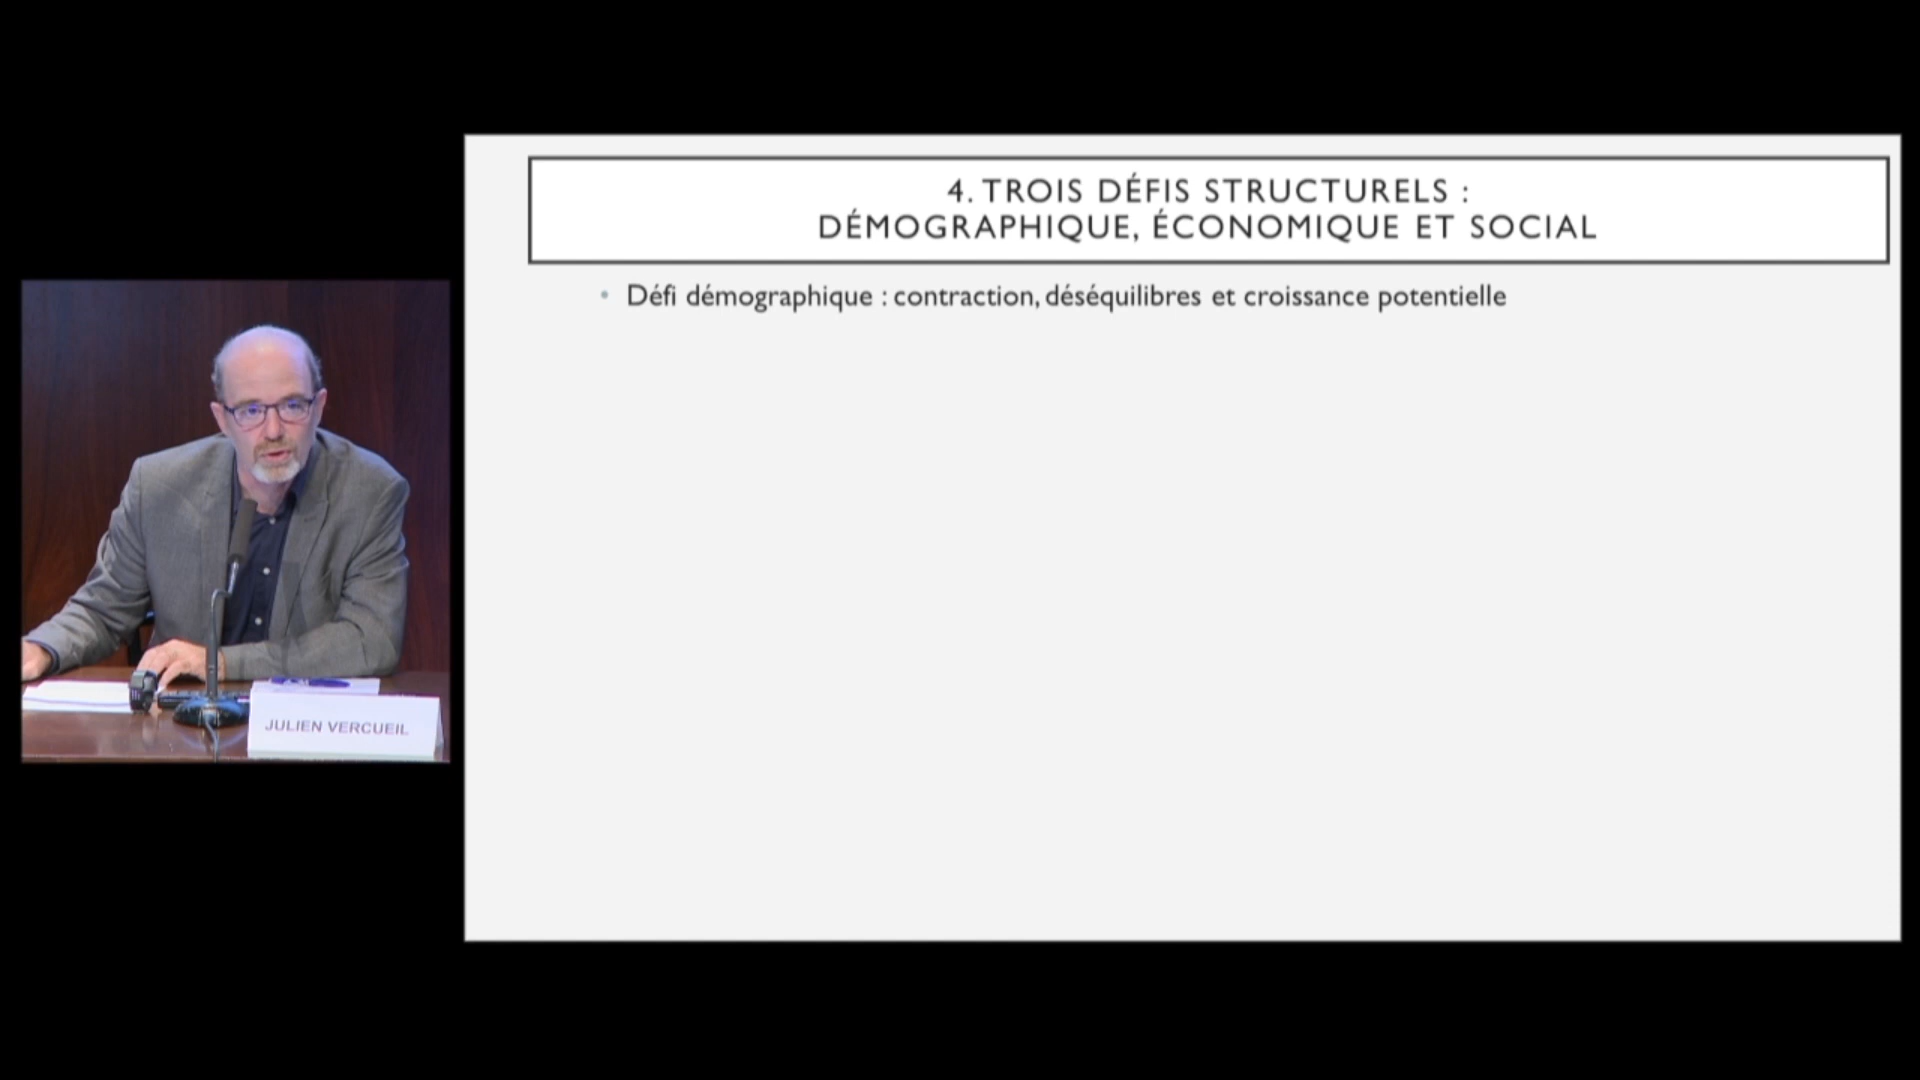 4. TROIS DÉFIS STRUCTURELS :
DÉMOGRAPHIQUE, ÉCONOMIQUE ET SOCIAL
• Défi démographique : contraction, déséquilibres et croissance potentielle
JULIEN VERCUEIL